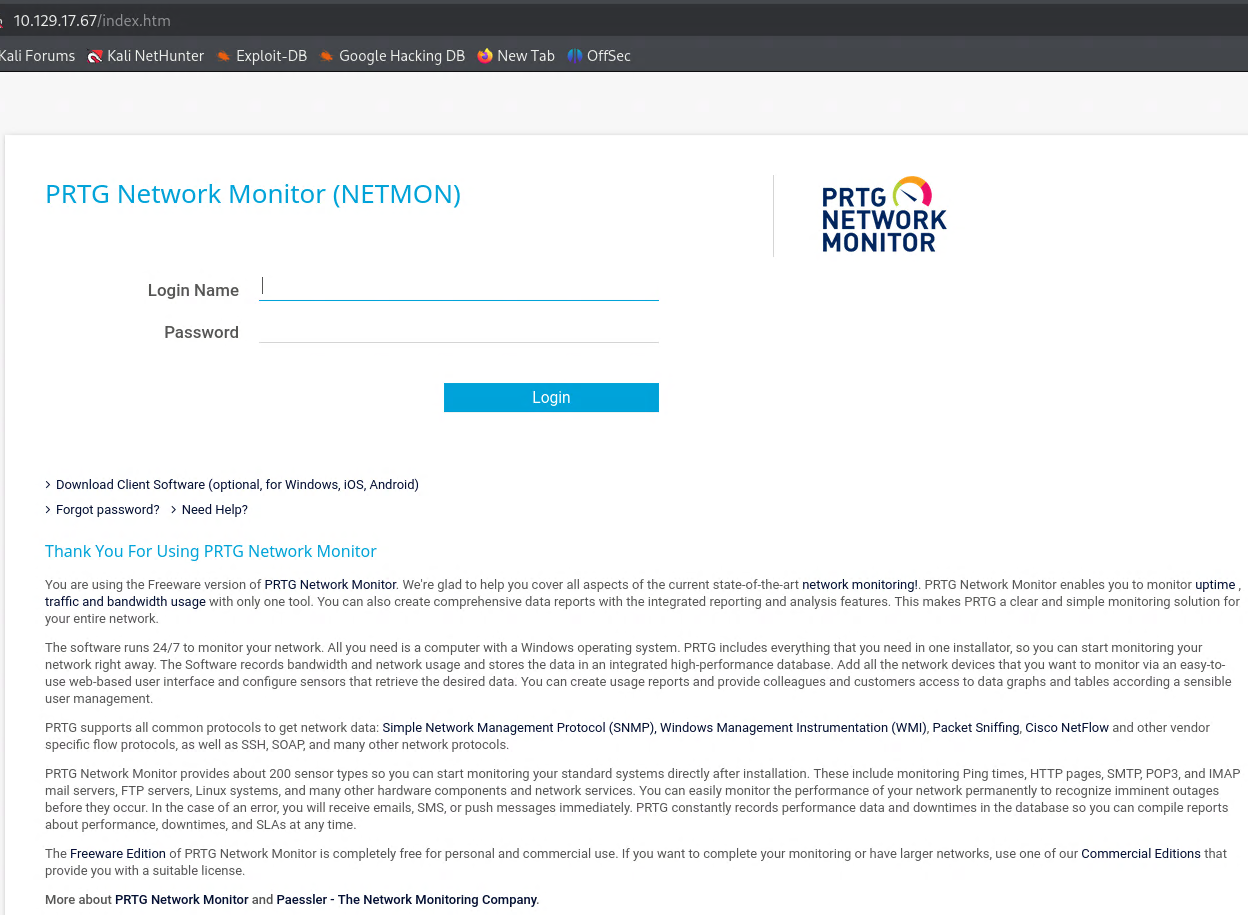 10.129.17.67/index.htm
Kali Forums Kali NetHunter Exploit-DB Google Hacking DB New Tab OffSec
PRTG Network Monitor (NETMON)
PRTG
NETWORK
MONITOR
Login Name
Password
Login
Download Client Software (optional, for Windows, iOS, Android)
Forgot password? Need Help?
Thank You For Using PRTG Network Monitor
You are using the Freeware version of PRTG Network Monitor. We're glad to help you cover all aspects of the current state-of-the-art network monitoring!. PRTG Network Monitor enables you to monitor uptime ,
traffic and bandwidth usage with only one tool. You can also create comprehensive data reports with the integrated reporting and analysis features. This makes PRTG a clear and simple monitoring solution for
your entire network.
The software runs 24/7 to monitor your network. All you need is a computer with a Windows operating system. PRTG includes everything that you need in one installator, so you can start monitoring your
network right away. The Software records bandwidth and network usage and stores the data in an integrated high-performance database. Add all the network devices that you want to monitor via an easy-to-
use web-based user interface and configure sensors that retrieve the desired data. You can create usage reports and provide colleagues and customers access to data graphs and tables according a sensible
user management.
PRTG supports all common protocols to get network data: Simple Network Management Protocol (SNMP), Windows Management Instrumentation (WMI), Packet Sniffing, Cisco NetFlow and other vendor
specific flow protocols, as well as SSH, SOAP, and many other network protocols.
PRTG Network Monitor provides about 200 sensor types so you can start monitoring your standard systems directly after installation. These include monitoring Ping times, HTTP pages, SMTP, POP3, and IMAP
mail servers, FTP servers, Linux systems, and many other hardware components and network services. You can easily monitor the performance of your network permanently to recognize imminent outages
before they occur. In the case of an error, you will receive emails, SMS, or push messages immediately. PRTG constantly records performance data and downtimes in the database so you can compile reports
about performance, downtimes, and SLAs at any time.
The Freeware Edition of PRTG Network Monitor is completely free for personal and commercial use. If you want to complete your monitoring or have larger networks, use one of our Commercial Editions that
provide you with a suitable license.
More about PRTG Network Monitor and Paessler - The Network Monitoring Company.